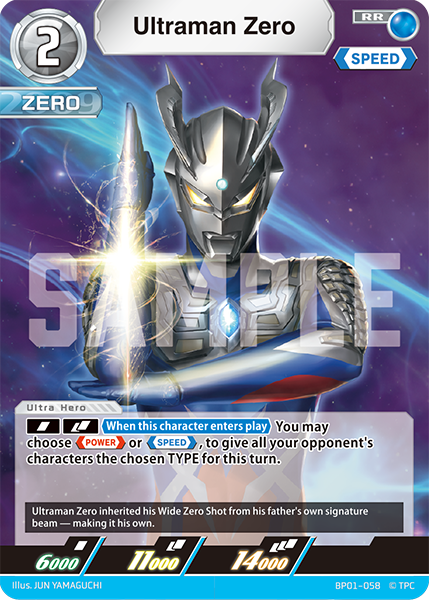 Ultraman Zero
RR
2
SPEED
ZERO
SAMPLE
Ultra Hero
When this character enters play You may
choose POWER or SPEED, to give all your opponent's
characters the chosen TYPE for this turn.
Ultraman Zero inherited his Wide Zero Shot from his father's own signature
beam — making it his own.
6000 11000 14000
Illus. JUN YAMAGUCHI BP01-058 © TPC